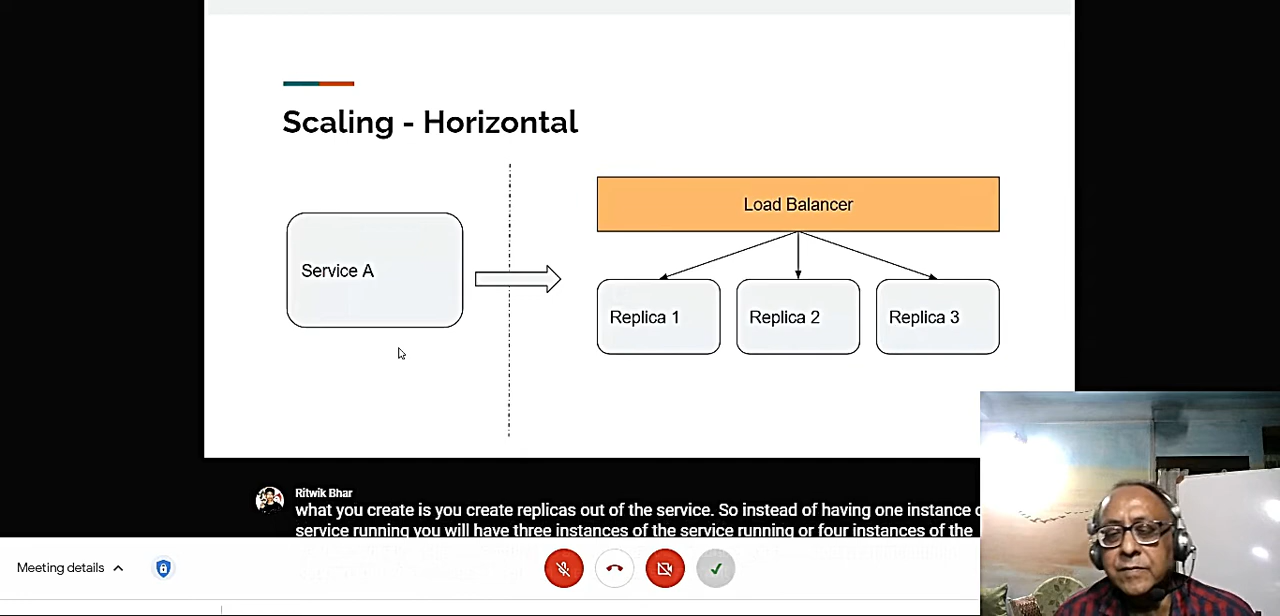 Scaling - Horizontal
Load Balancer
Service A
Replica 1
Replica 2
Replica 3
Ritwik Bhar
what you create is you create replicas out of the service. So instead of having one instance
service running you will have three instances of the service running or four instances of the
Meeting details